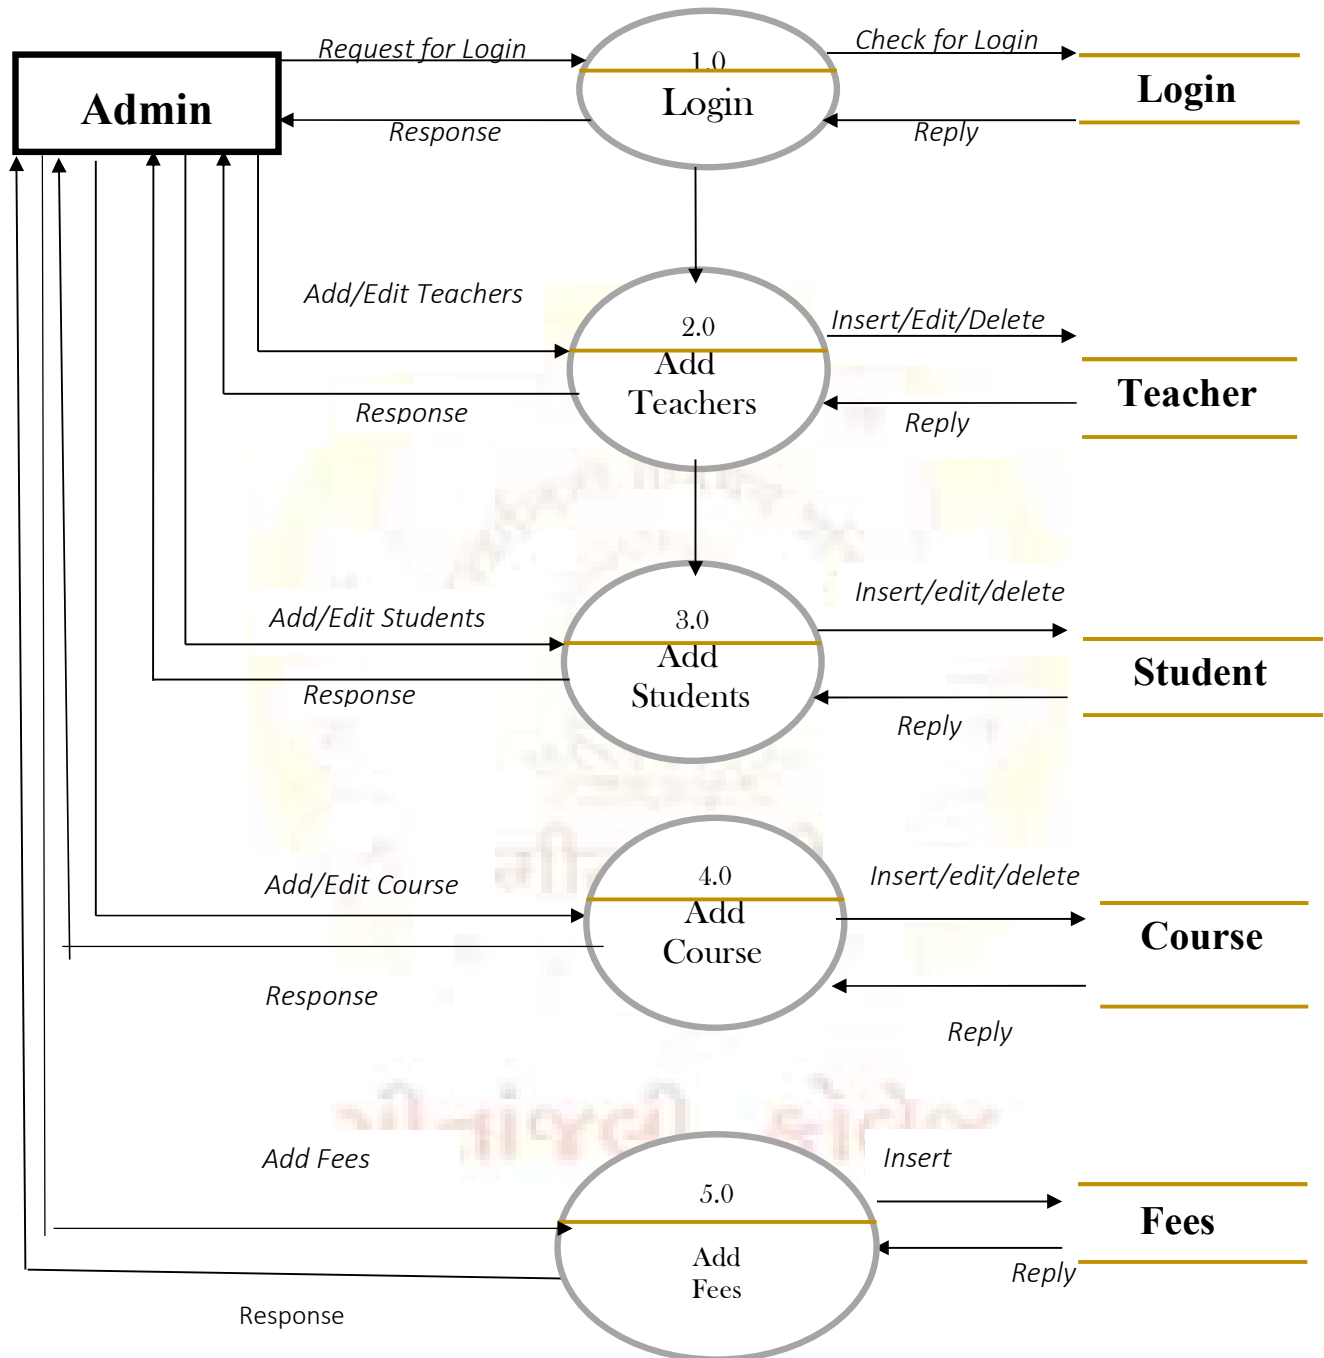 Request for Login
1.0
Check for Login
Admin
Login
Login
Response
Reply
Add/Edit Teachers
2.0
Insert/Edit/Delete
Add
Teachers
Teacher
Response
Reply
Insert/edit/delete
Add/Edit Students
3.0
Add
Students
Student
Response
Reply
Add/Edit Course
4.0
Insert/edit/delete
Add
Course
Course
Response
Reply
ગીતાંજલી કોલેજ
Add Fees
Insert
5.0
Fees
Add
Fees
Reply
Response